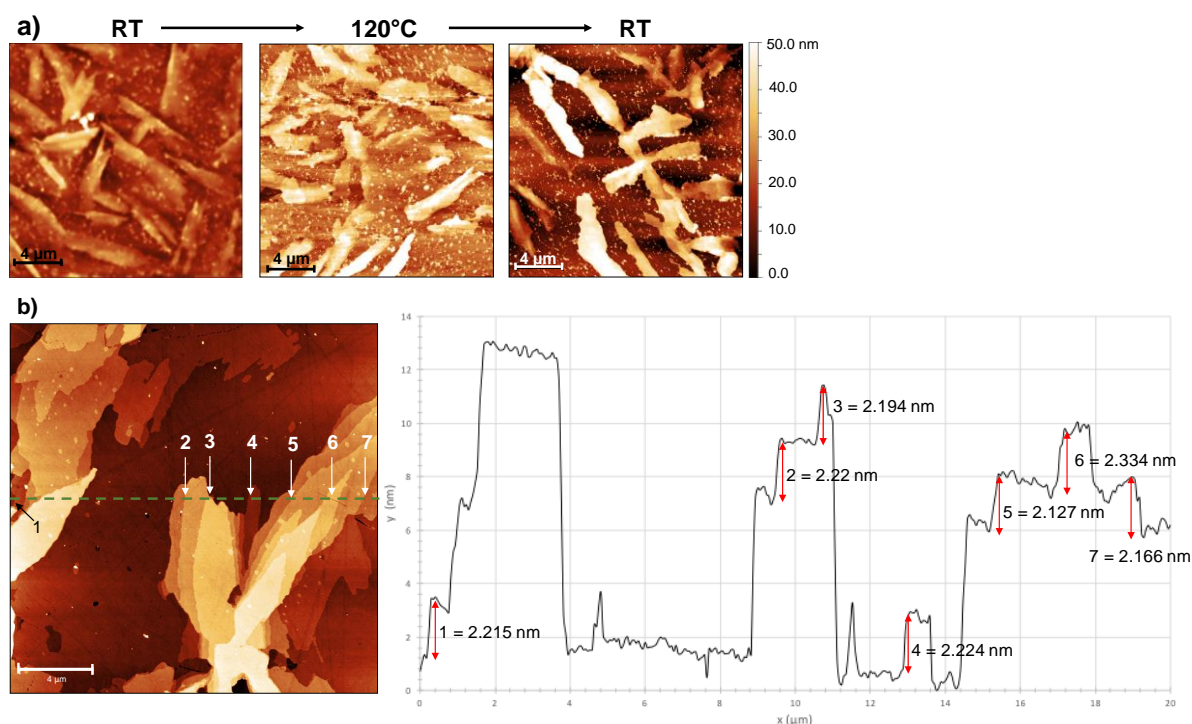 a)
RT
120°C
RT
50.0 nm
40.0
30.0
20.0
10.0
0.0
4 µm
4 µm
4 µm
b)
1
2
3
4
5
6
7
4 µm
14
12
10
8
6
4
2
0
y (nm)
0
2
4
6
8
10
12
14
16
18
20
x (µm)
1 = 2.215 nm
2 = 2.22 nm
3 = 2.194 nm
4 = 2.224 nm
5 = 2.127 nm
6 = 2.334 nm
7 = 2.166 nm